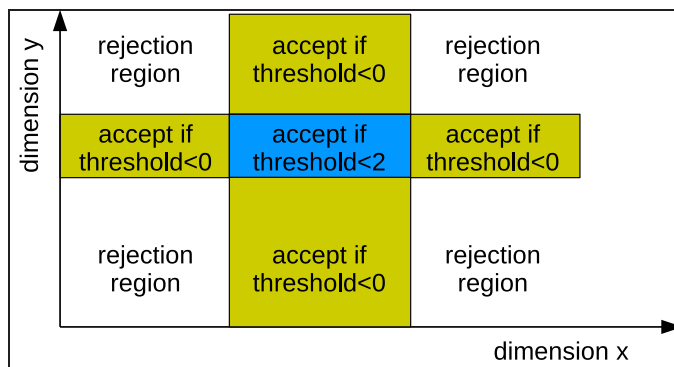 dimension y
rejection
region
accept if
threshold<0
rejection
region
accept if
threshold<0
accept if
threshold<2
accept if
threshold<0
rejection
region
accept if
threshold<0
rejection
region
dimension x